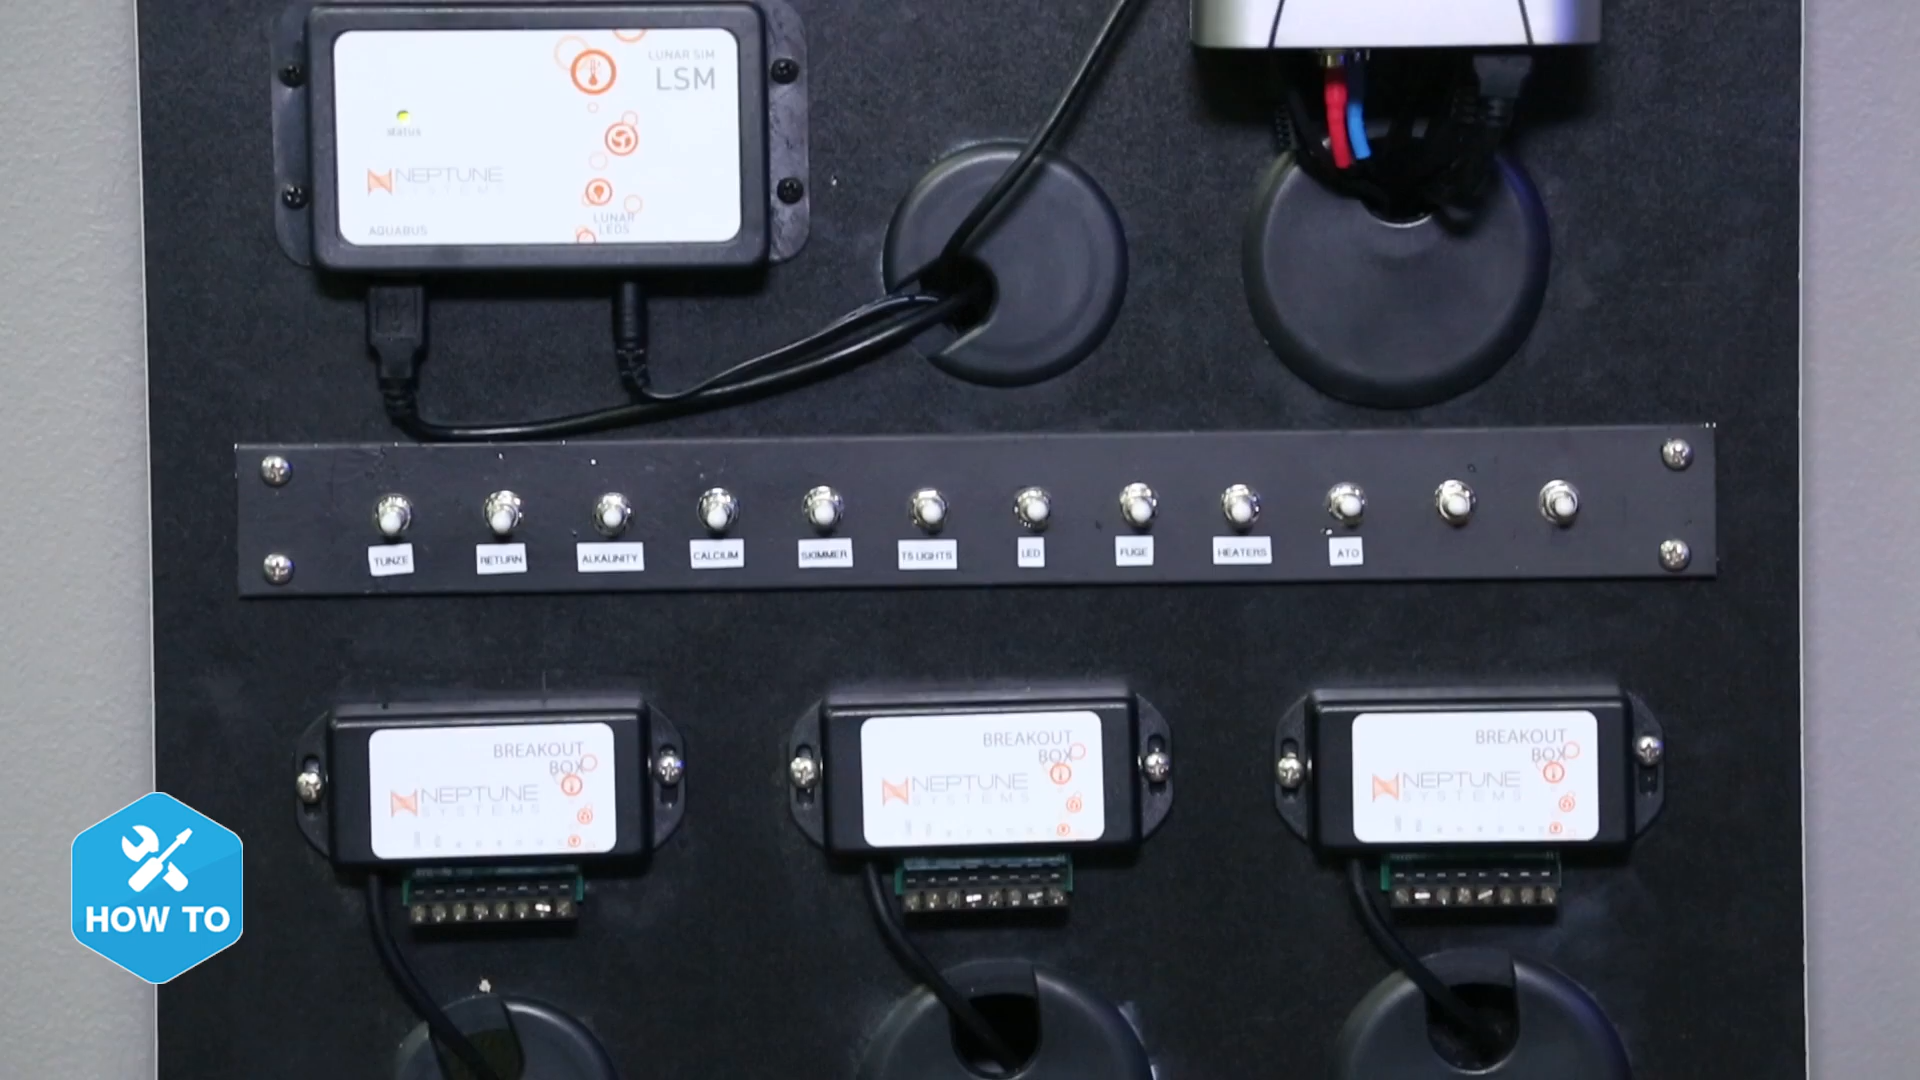 LUNAR SIM
LSM
status
NEPTUNE
SYSTEMS
AQUABUS
LUNAR
LEDS
TUNZE
RETURN
ALKALINITY
CALCIUM
SKIMMER
T5 LIGHTS
LED
FUGE
HEATERS
ATO
BREAKOUT
BOX
NEPTUNE
SYSTEMS
BREAKOUT
BOX
NEPTUNE
SYSTEMS
BREAKOUT
BOX
NEPTUNE
SYSTEMS
HOW TO